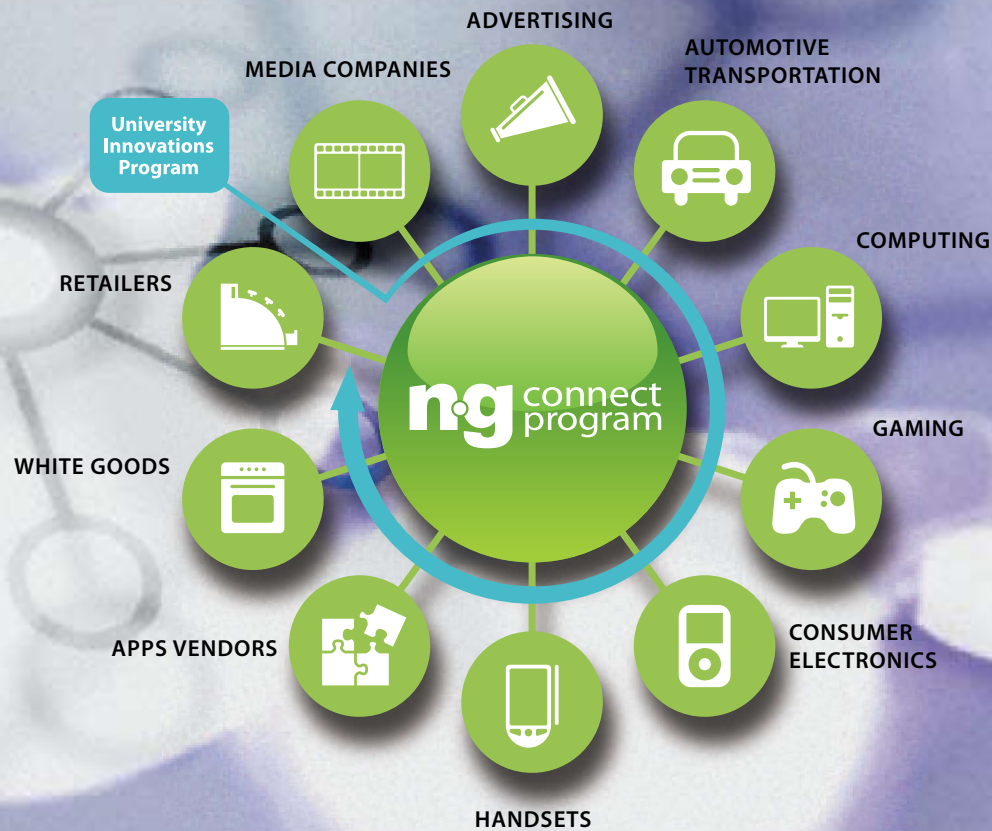 ADVERTISING
AUTOMOTIVE
TRANSPORTATION
MEDIA COMPANIES
University
Innovations
Program
COMPUTING
RETAILERS
ng connect
program
GAMING
WHITE GOODS
CONSUMER
ELECTRONICS
APPS VENDORS
HANDSETS